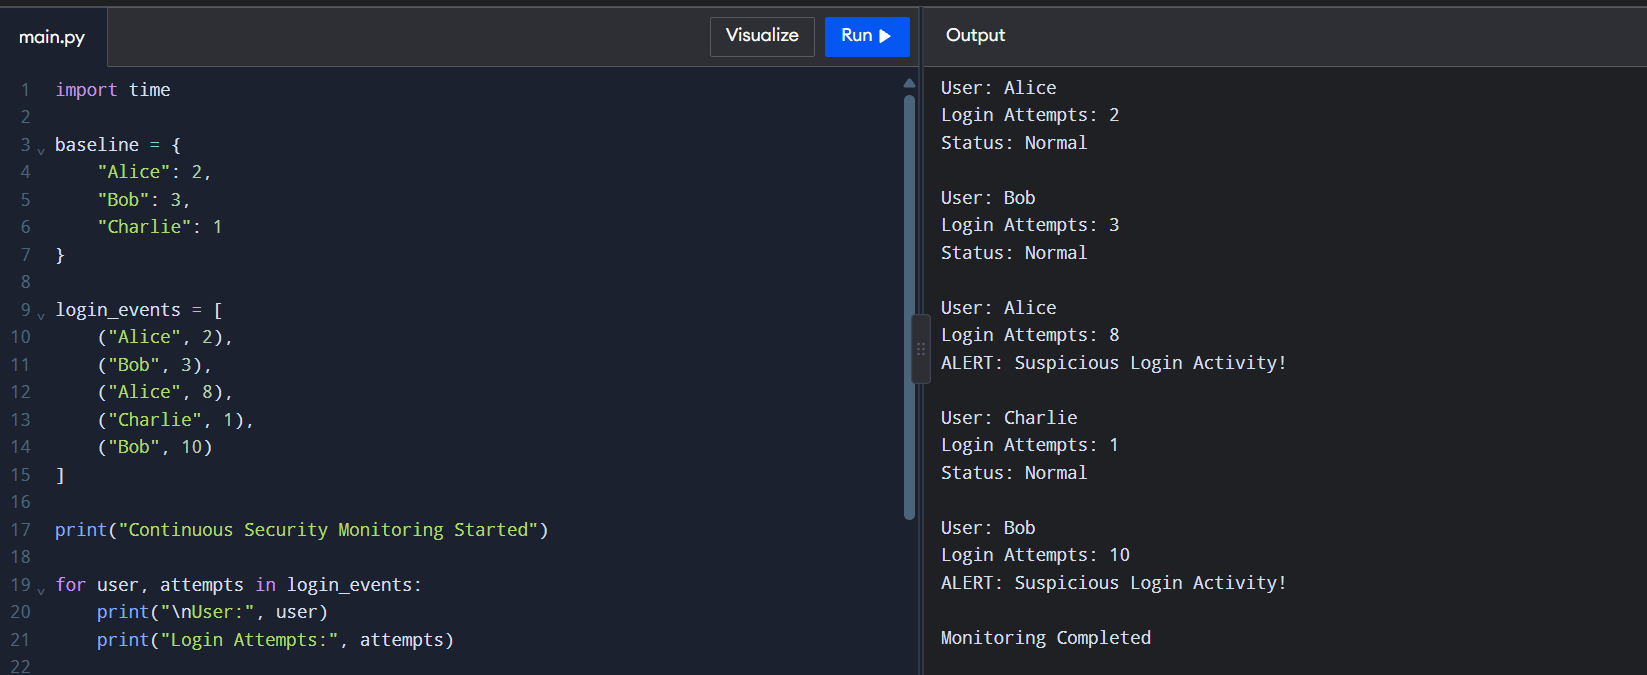 main.py
Visualize
Run
Output
1 import time
2
3 baseline = {
4     "Alice": 2,
5     "Bob": 3,
6     "Charlie": 1
7 }
8
9 login_events = [
10     ("Alice", 2),
11     ("Bob", 3),
12     ("Alice", 8),
13     ("Charlie", 1),
14     ("Bob", 10)
15 ]
16
17 print("Continuous Security Monitoring Started")
18
19 for user, attempts in login_events:
20     print("\nUser:", user)
21     print("Login Attempts:", attempts)
22
User: Alice
Login Attempts: 2
Status: Normal

User: Bob
Login Attempts: 3
Status: Normal

User: Alice
Login Attempts: 8
ALERT: Suspicious Login Activity!

User: Charlie
Login Attempts: 1
Status: Normal

User: Bob
Login Attempts: 10
ALERT: Suspicious Login Activity!

Monitoring Completed